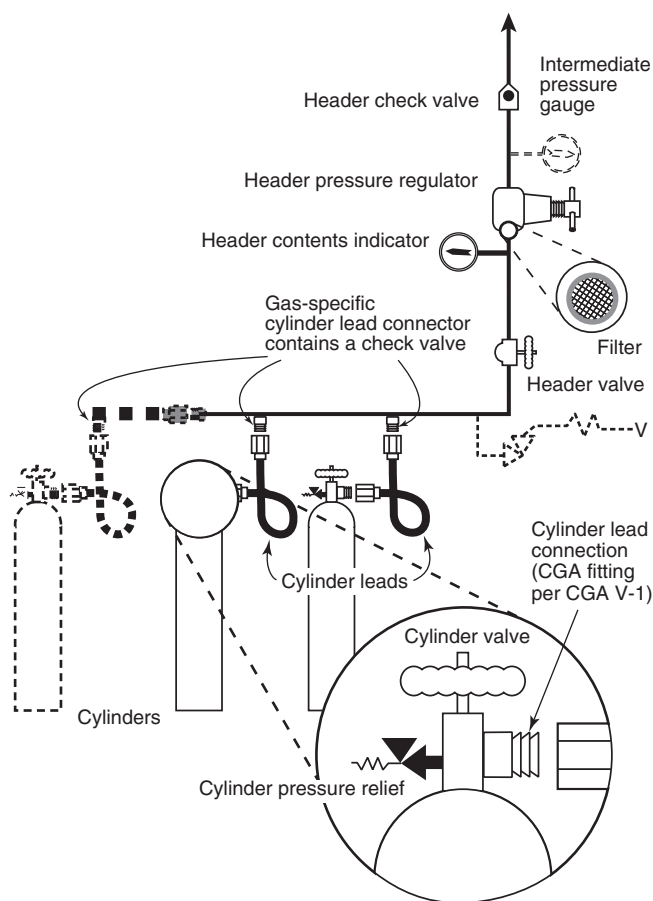 Intermediate
pressure
gauge
Header check valve
Header pressure regulator
Header contents indicator
Gas-specific
cylinder lead connector
contains a check valve
Filter
Header valve
V
Cylinder lead
connection
(CGA fitting
per CGA V-1)
Cylinder leads
Cylinder valve
Cylinders
Cylinder pressure relief